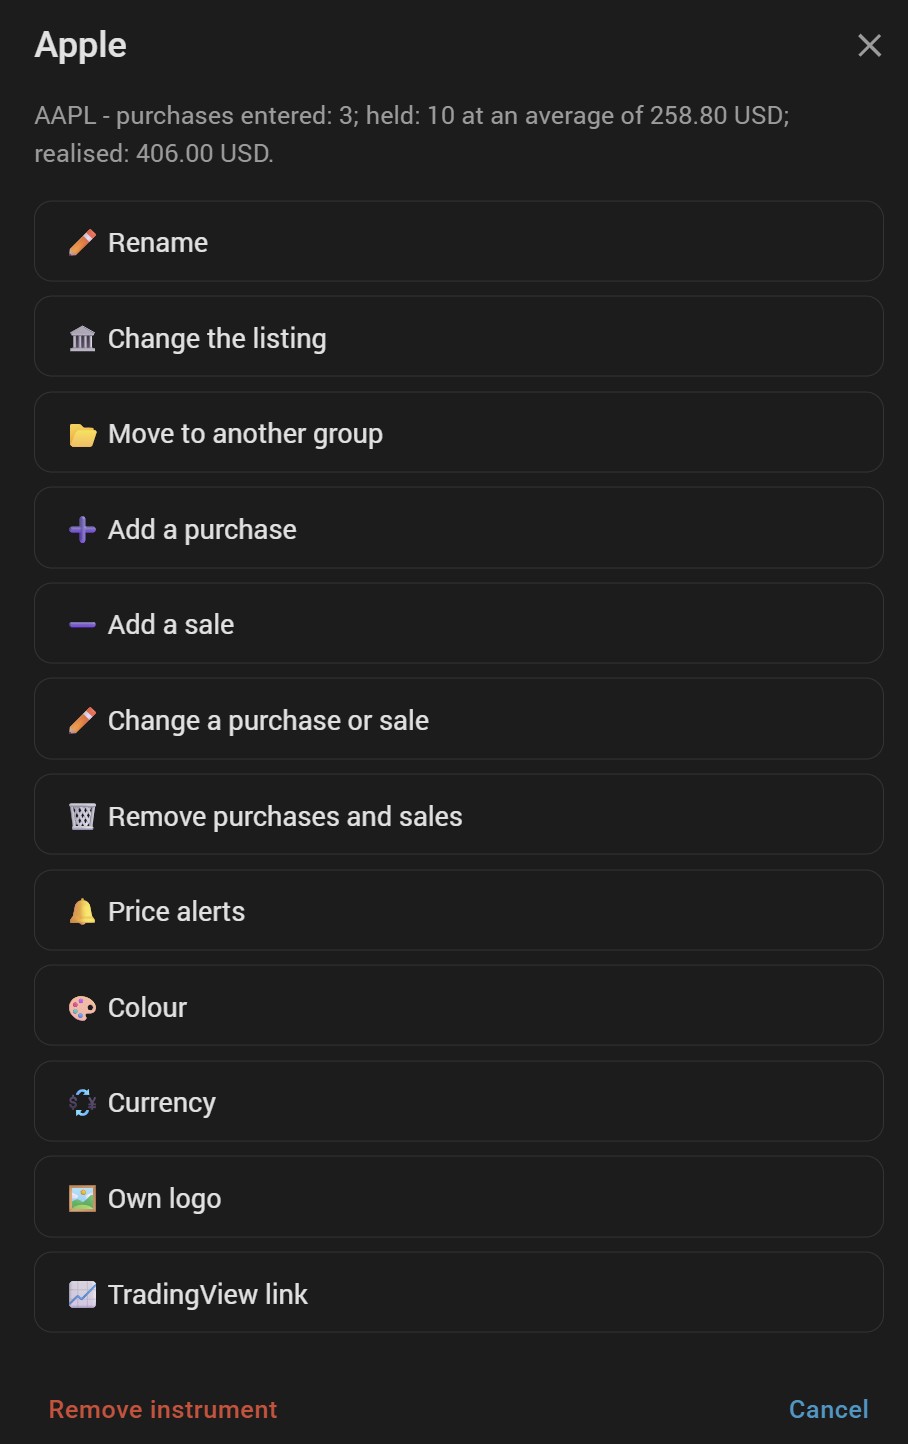 Apple
AAPL - purchases entered: 3; held: 10 at an average of 258.80 USD;
realised: 406.00 USD.
Rename
Change the listing
Move to another group
Add a purchase
Add a sale
Change a purchase or sale
Remove purchases and sales
Price alerts
Colour
Currency
Own logo
TradingView link
Remove instrument
Cancel